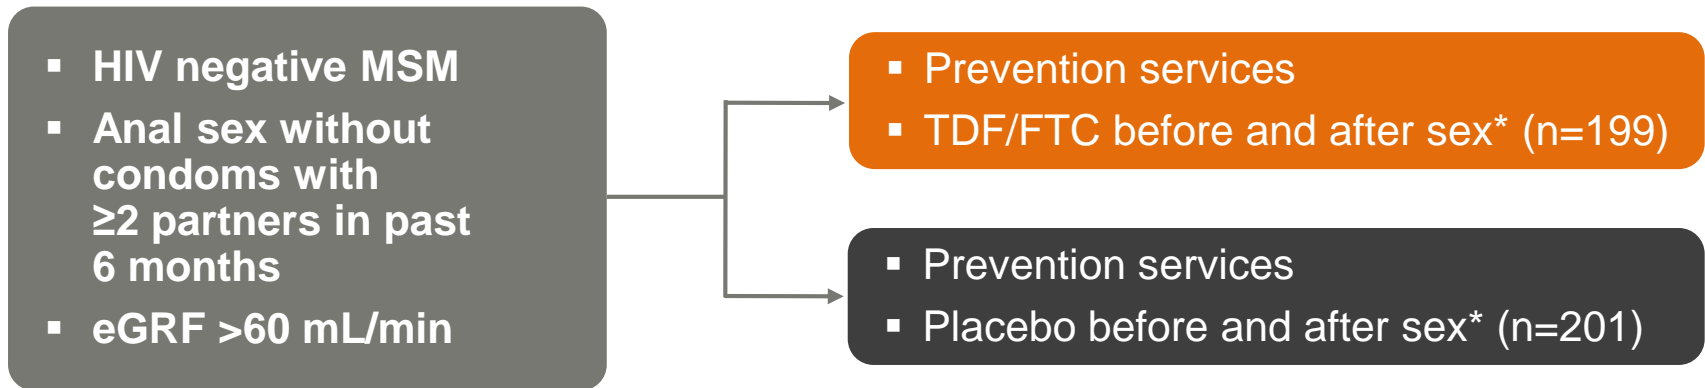 ▪ HIV negative MSM
▪ Anal sex without
condoms with
≥2 partners in past
6 months
▪ eGRF >60 mL/min
▪ Prevention services
▪ TDF/FTC before and after sex* (n=199)
▪ Prevention services
▪ Placebo before and after sex* (n=201)